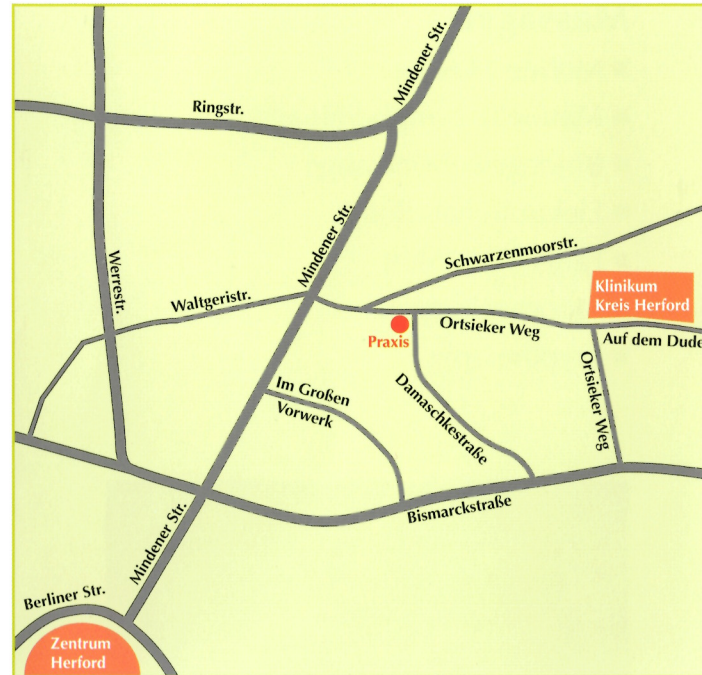 Mindener Str.
Ringstr.
Mindener Str.
Schwarzenmoorstr.
Werrestr.
Waltgeristr.
Klinikum
Kreis Herford
Ortsieker Weg
Praxis
Auf dem Dude
Ortsieker Weg
Im Großen
Vorwerk
Damaschkestraße
Bismarckstraße
Mindener Str.
Berliner Str.
Zentrum
Herford